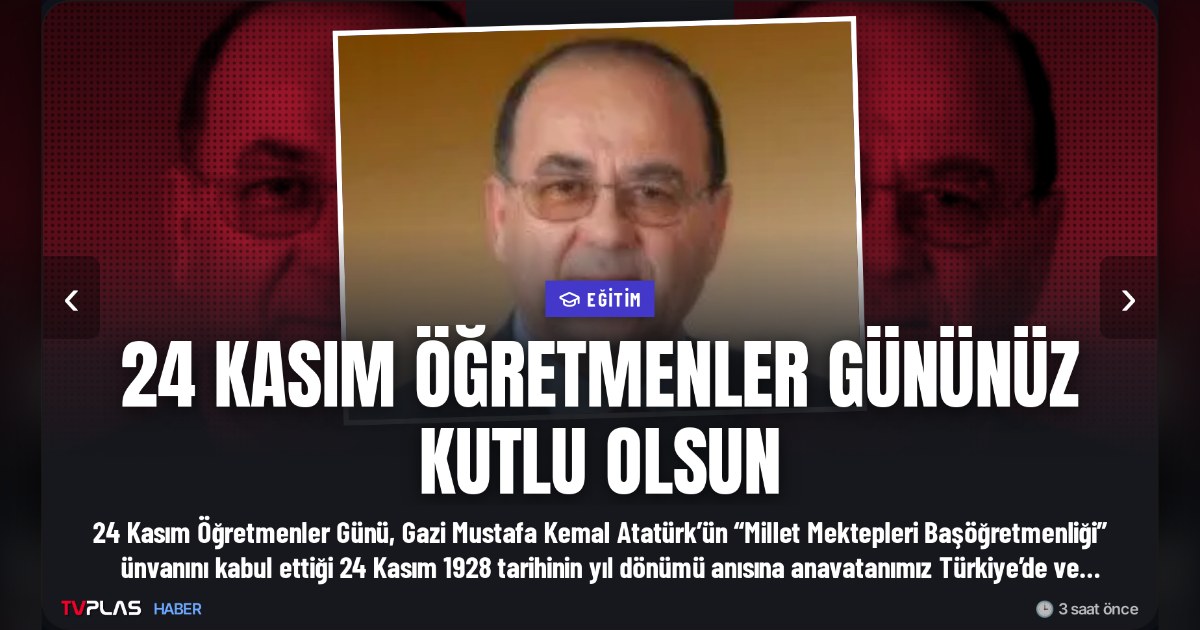 EĞİTİM
24 KASIM ÖĞRETMENLER GÜNÜNÜZ
KUTLU OLSUN
24 Kasım Öğretmenler Günü, Gazi Mustafa Kemal Atatürk’ün “Millet Mektepleri Başöğretmenliği”
ünvanını kabul ettiği 24 Kasım 1928 tarihinin yıl dönümü anısına anavatanımız Türkiye’de ve...
TVPLAS HABER
3 saat önce